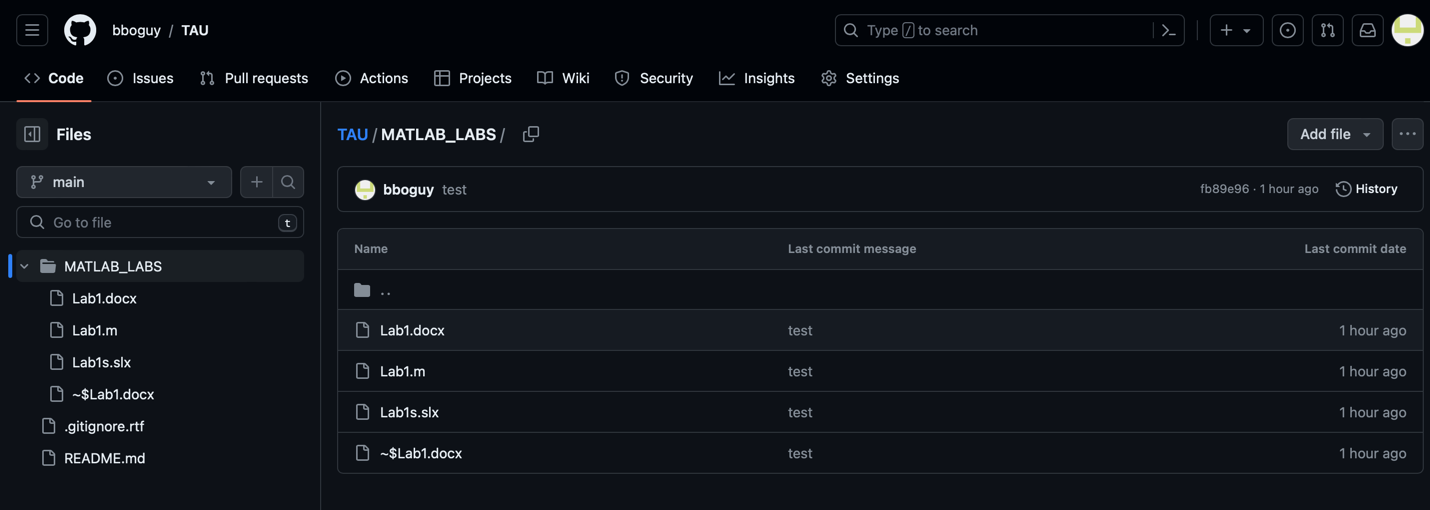 bboguy / TAU
Type / to search
Code Issues Pull requests Actions Projects Wiki Security Insights Settings
Files
main
Go to file t
MATLAB_LABS
Lab1.docx
Lab1.m
Lab1s.slx
~$Lab1.docx
.gitignore.rtf
README.md
TAU / MATLAB_LABS /
Add file
bboguy test fb89e96 · 1 hour ago History
Name Last commit message Last commit date
..
Lab1.docx test 1 hour ago
Lab1.m test 1 hour ago
Lab1s.slx test 1 hour ago
~$Lab1.docx test 1 hour ago